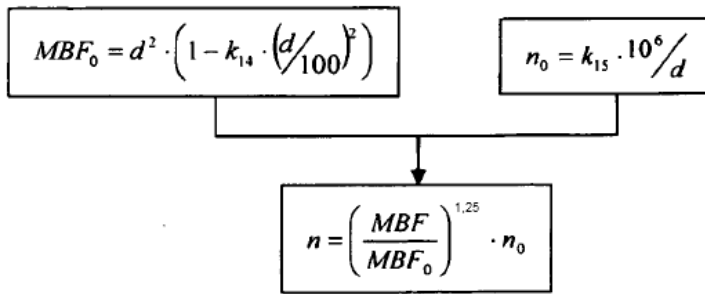 MBF₀ = d² · (1 − k₁₄ · (d/100)²)
n₀ = k₁₅ · 10⁶/d
n = (MBF/MBF₀)^1,25 · n₀